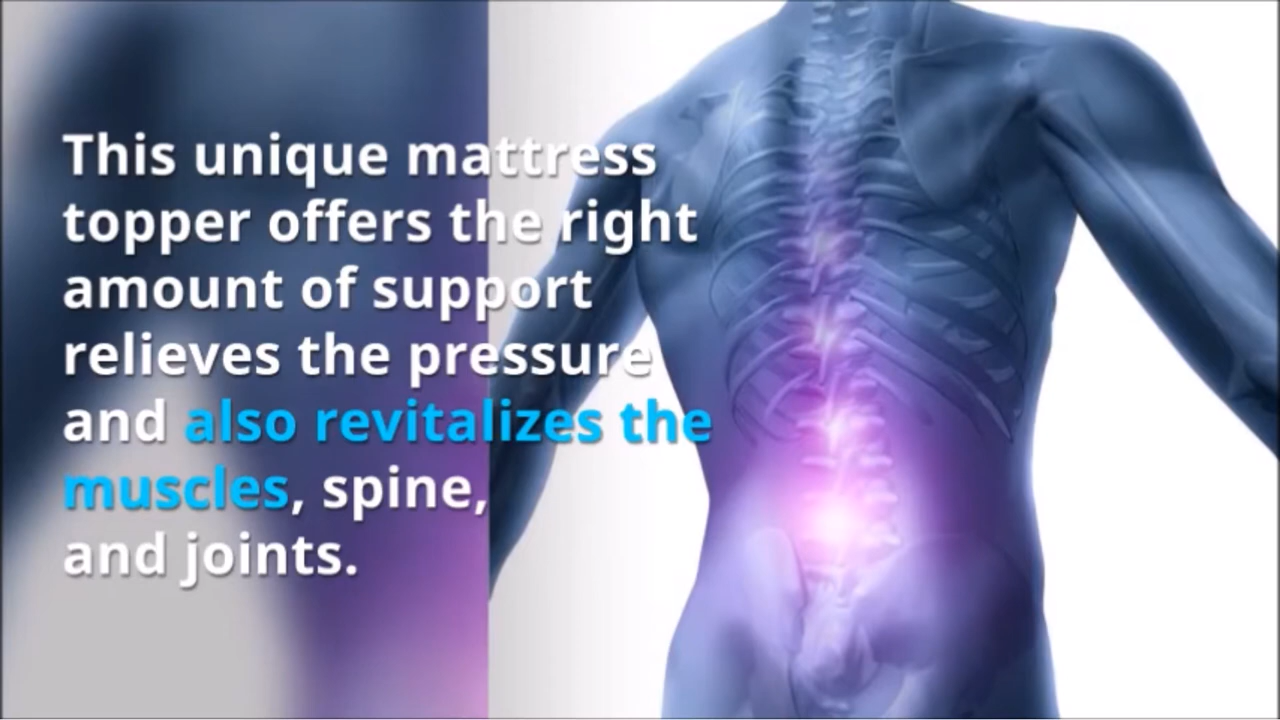 This unique mattress
topper offers the right
amount of support
relieves the pressure
and also revitalizes the
muscles, spine,
and joints.